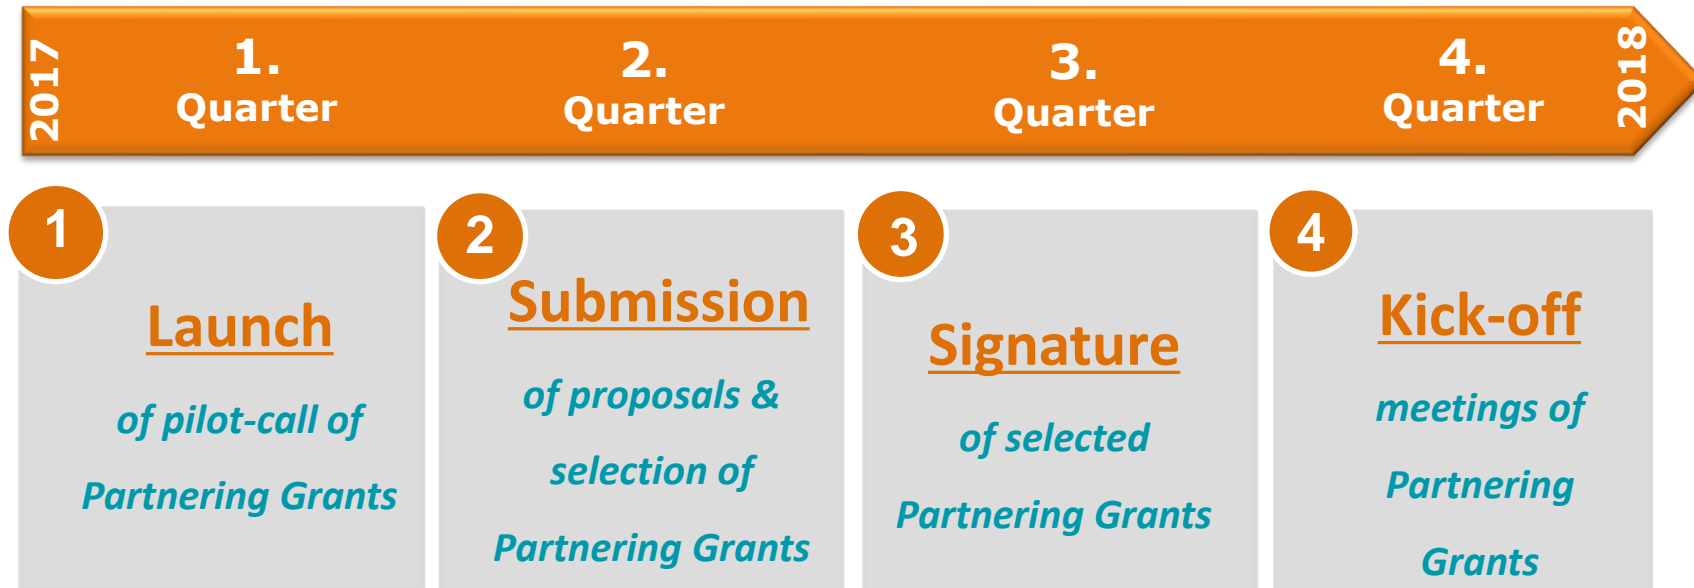 2017
1.
Quarter
2.
Quarter
3.
Quarter
4.
Quarter
2018
1
Launch
of pilot-call of
Partnering Grants
2
Submission
of proposals &
selection of
Partnering Grants
3
Signature
of selected
Partnering Grants
4
Kick-off
meetings of
Partnering
Grants